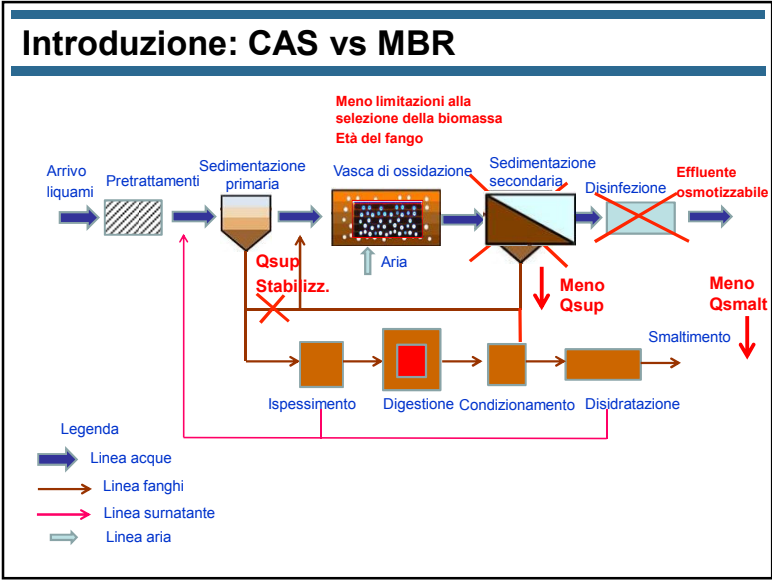 Introduzione: CAS vs MBR
Meno limitazioni alla
selezione della biomassa
Età del fango
Arrivo
liquami
Pretrattamenti
Sedimentazione
primaria
Vasca di ossidazione
Sedimentazione
secondaria
Disinfezione
Effluente
osmotizzabile
Aria
Qsup
Stabilizz.
Meno
Qsup
Meno
Qsmalt
Smaltimento
Ispessimento
Digestione
Condizionamento
Disidratazione
Legenda
Linea acque
Linea fanghi
Linea surnatante
Linea aria